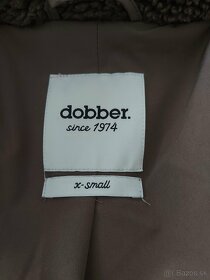 dobber.
since 1974
x-small
bazos.sk